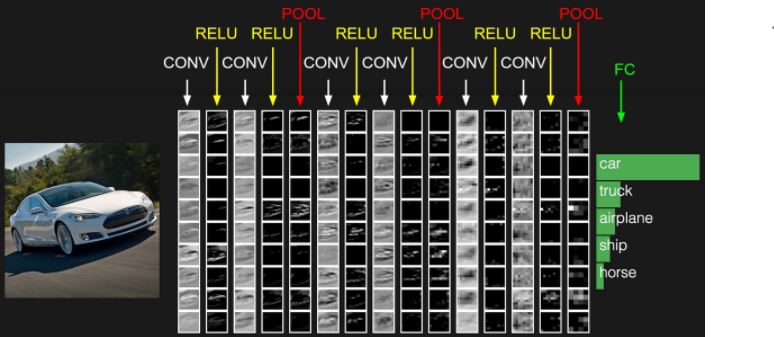 POOL POOL POOL
RELU RELU RELU RELU RELU RELU
CONV CONV CONV CONV CONV CONV
FC
car
truck
airplane
ship
horse